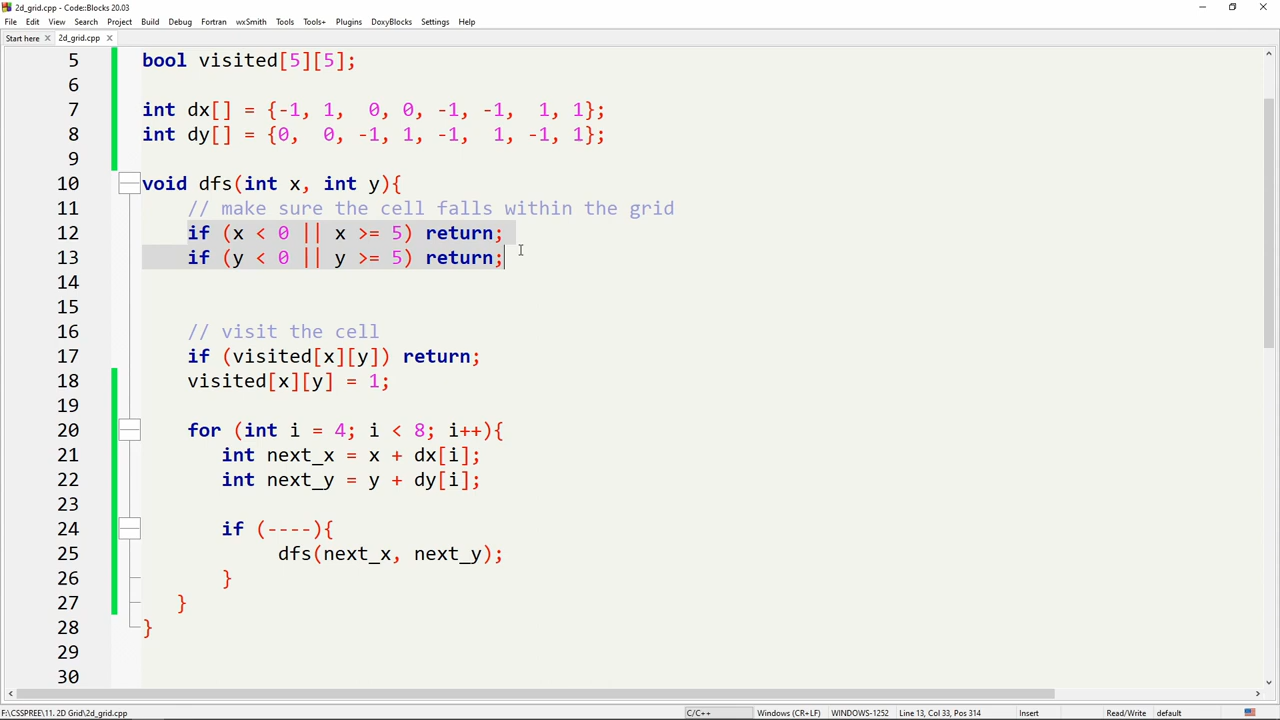 2d_grid.cpp - Code::Blocks 20.03
File Edit View Search Project Build Debug Fortran wxSmith Tools Tools+ Plugins DoxyBlocks Settings Help
Start here 2d_grid.cpp
5 bool visited[5][5];
6
7 int dx[] = {-1, 1, 0, 0, -1, -1, 1, 1};
8 int dy[] = {0, 0, -1, 1, -1, 1, -1, 1};
9
10 void dfs(int x, int y){
11 // make sure the cell falls within the grid
12 if (x < 0 || x >= 5) return;
13 if (y < 0 || y >= 5) return;
14
15
16 // visit the cell
17 if (visited[x][y]) return;
18 visited[x][y] = 1;
19
20 for (int i = 4; i < 8; i++){
21 int next_x = x + dx[i];
22 int next_y = y + dy[i];
23
24 if (----){
25 dfs(next_x, next_y);
26 }
27 }
28 }
29
30
F:\CSSPREE\11. 2D Grid\2d_grid.cpp C/C++ Windows (CR+LF) WINDOWS-1252 Line 13, Col 33, Pos 314 Insert Read/Write default